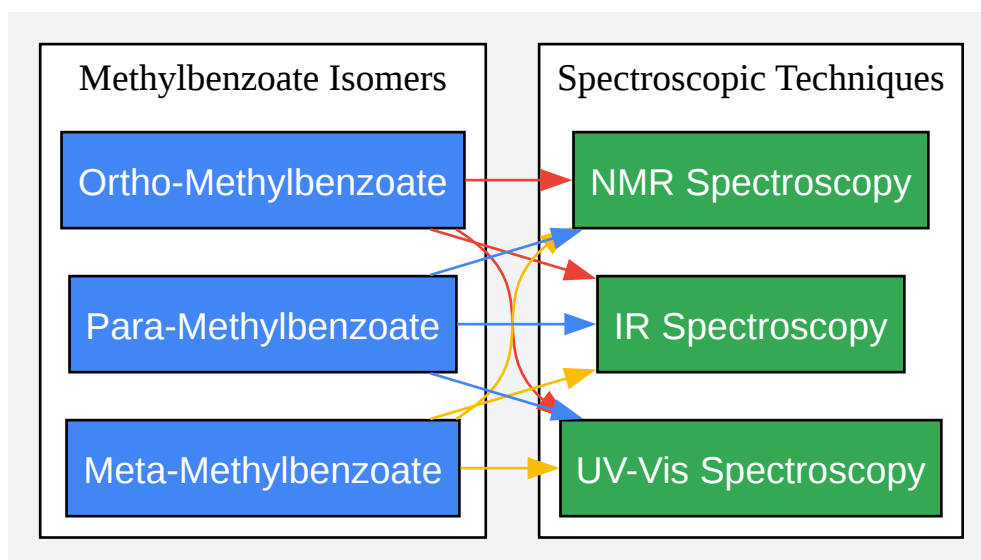 Methylbenzoate Isomers
Ortho-Methylbenzoate
Para-Methylbenzoate
Meta-Methylbenzoate
Spectroscopic Techniques
NMR Spectroscopy
IR Spectroscopy
UV-Vis Spectroscopy